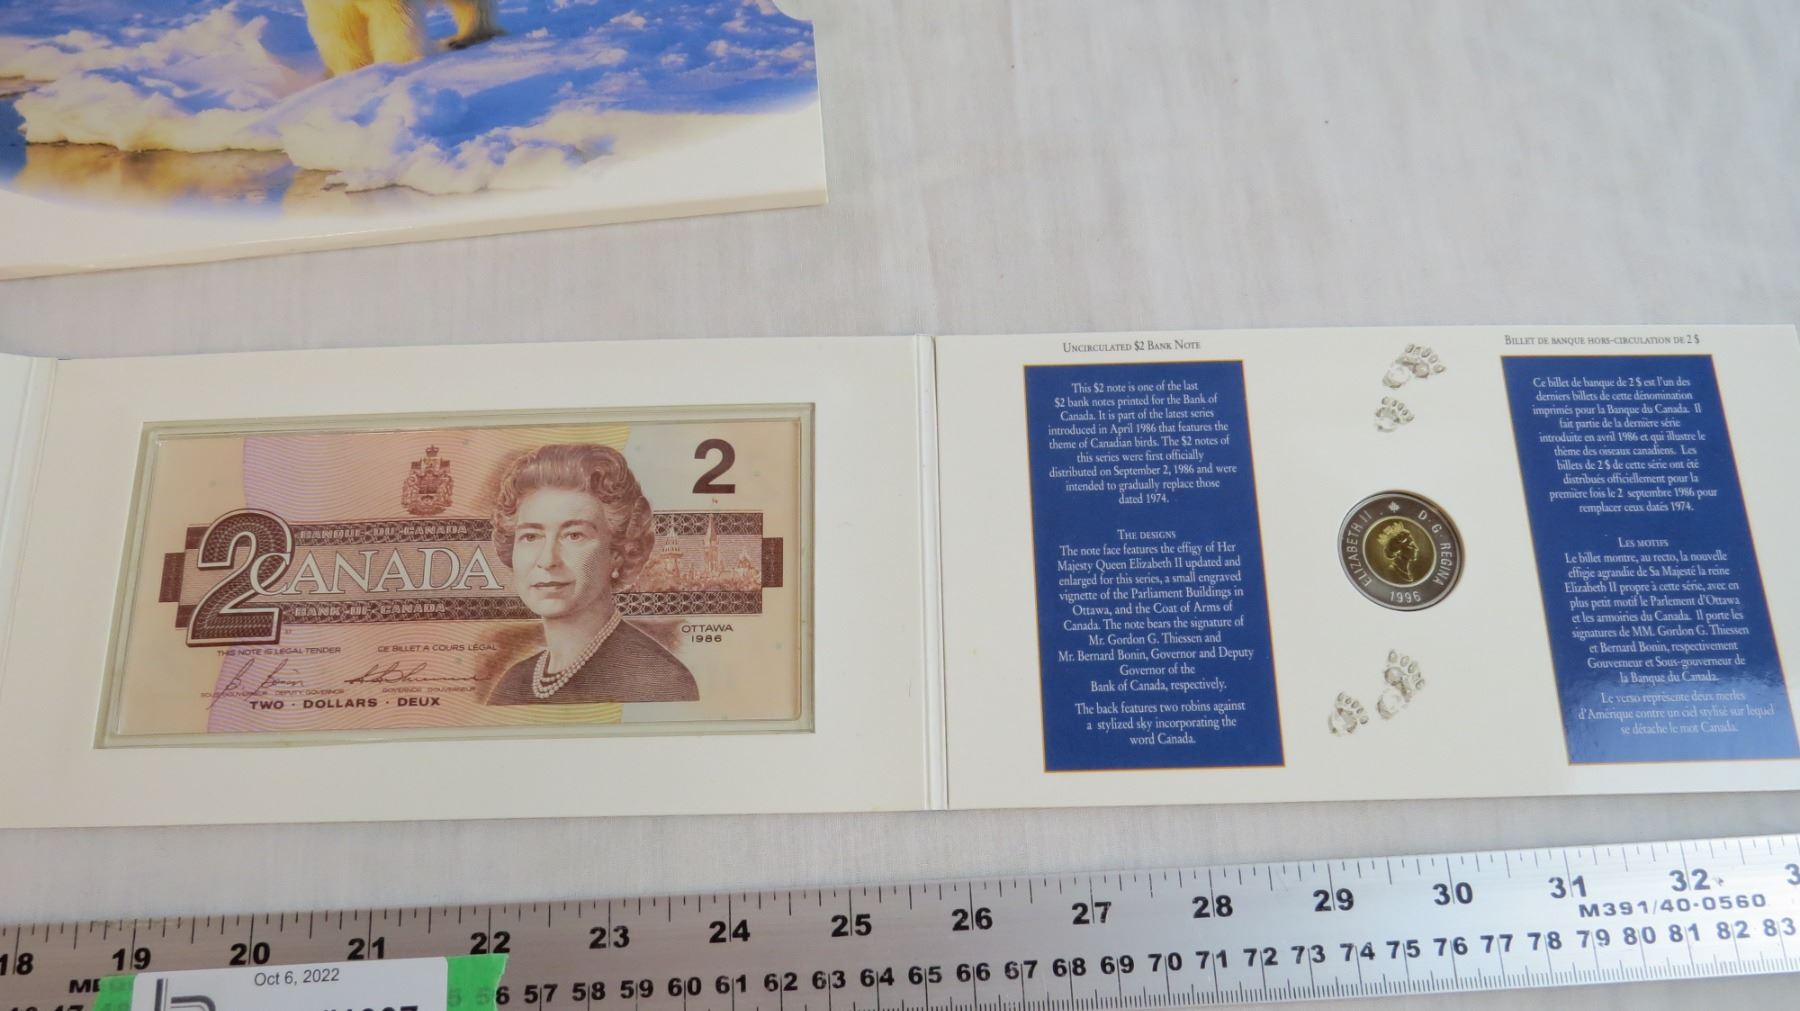 2
BANQUE·DU·CANADA
2 CANADA
BANK·OF·CANADA
OTTAWA
1986
THIS NOTE IS LEGAL TENDER CE BILLET A COURS LÉGAL
SOUS-GOUVERNEUR DEPUTY GOVERNOR GOVERNOR GOUVERNEUR
TWO · DOLLARS · DEUX
UNCIRCULATED $2 BANK NOTE
This $2 note is one of the last
$2 bank notes printed for the Bank of
Canada. It is part of the latest series
introduced in April 1986 that features the
theme of Canadian birds. The $2 notes of
this series were first officially
distributed on September 2, 1986 and were
intended to gradually replace those
dated 1974.
THE DESIGNS
The note face features the effigy of Her
Majesty Queen Elizabeth II updated and
enlarged for this series, a small engraved
vignette of the Parliament Buildings in
Ottawa, and the Coat of Arms of
Canada. The note bears the signature of
Mr. Gordon G. Thiessen and
Mr. Bernard Bonin, Governor and Deputy
Governor of the
Bank of Canada, respectively.
The back features two robins against
a stylized sky incorporating the
word Canada.
ELIZABETH II D·G·REGINA
1996
BILLET DE BANQUE HORS-CIRCULATION DE 2 $
Ce billet de banque de 2 $ est l'un des
derniers billets de cette dénomination
imprimés pour la Banque du Canada. Il
fait partie de la dernière série
introduite en avril 1986 et qui illustre le
thème des oiseaux canadiens. Les
billets de 2 $ de cette série ont été
distribués officiellement pour la
première fois le 2 septembre 1986 pour
remplacer ceux datés 1974.
LES MOTIFS
Le billet montre, au recto, la nouvelle
effigie agrandie de Sa Majesté la reine
Elizabeth II propre à cette série, avec en
plus petit motif le Parlement d'Ottawa
et les armoiries du Canada. Il porte les
signatures de MM. Gordon G. Thiessen
et Bernard Bonin, respectivement
Gouverneur et Sous-gouverneur de
la Banque du Canada.
Le verso représente deux merles
d'Amérique contre un ciel stylisé sur lequel
se détache le mot Canada.
18 19 20 21 22 23 24 25 26 27 28 29 30 31 32 3
M391/40-0560
56 57 58 59 60 61 62 63 64 65 66 67 68 69 70 71 72 73 74 75 76 77 78 79 80 81 82 83
Oct 6, 2022